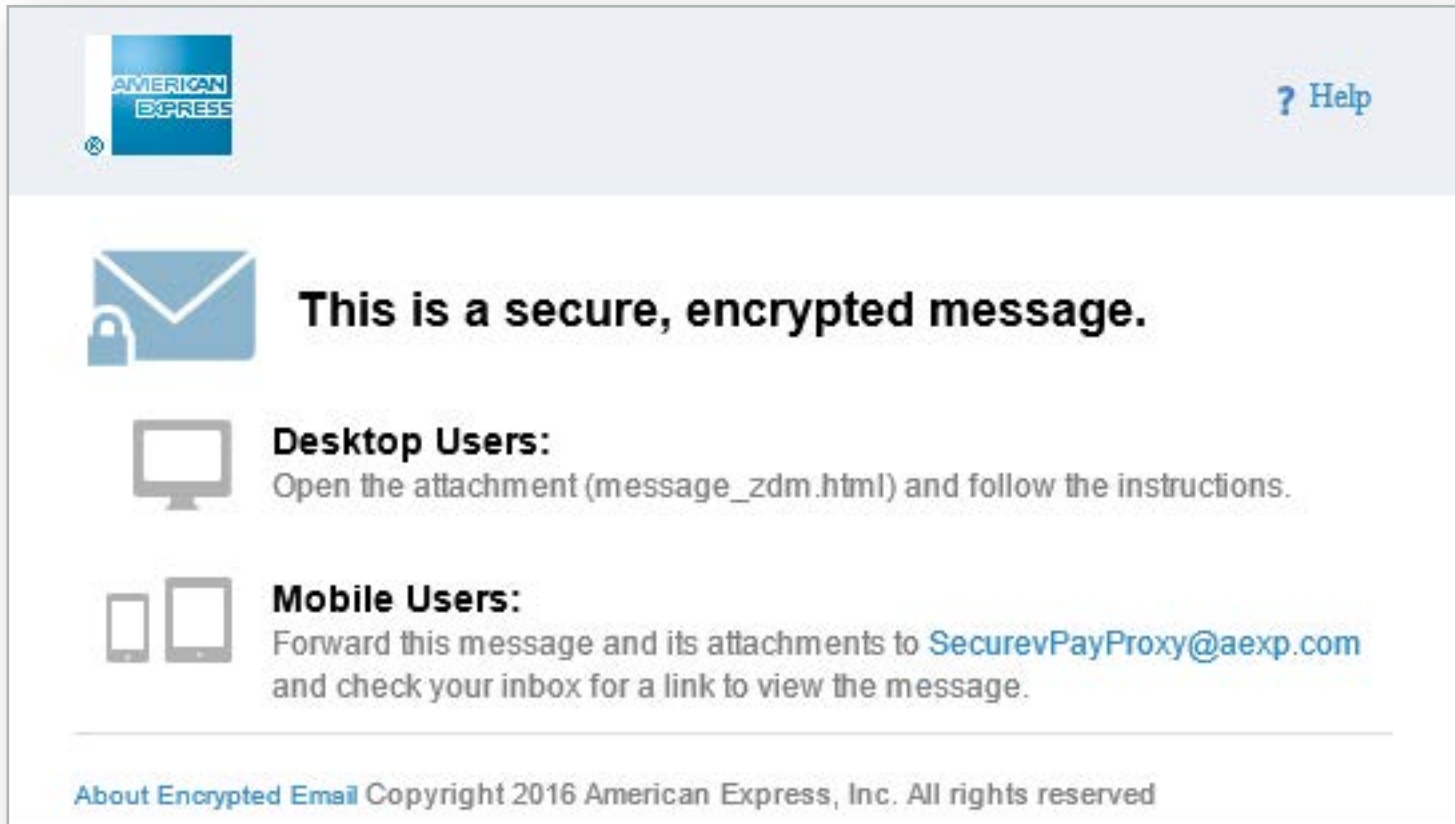 AMERICAN
EXPRESS
®
? Help
This is a secure, encrypted message.
Desktop Users:
Open the attachment (message_zdm.html) and follow the instructions.
Mobile Users:
Forward this message and its attachments to SecurevPayProxy@aexp.com
and check your inbox for a link to view the message.
About Encrypted Email Copyright 2016 American Express, Inc. All rights reserved